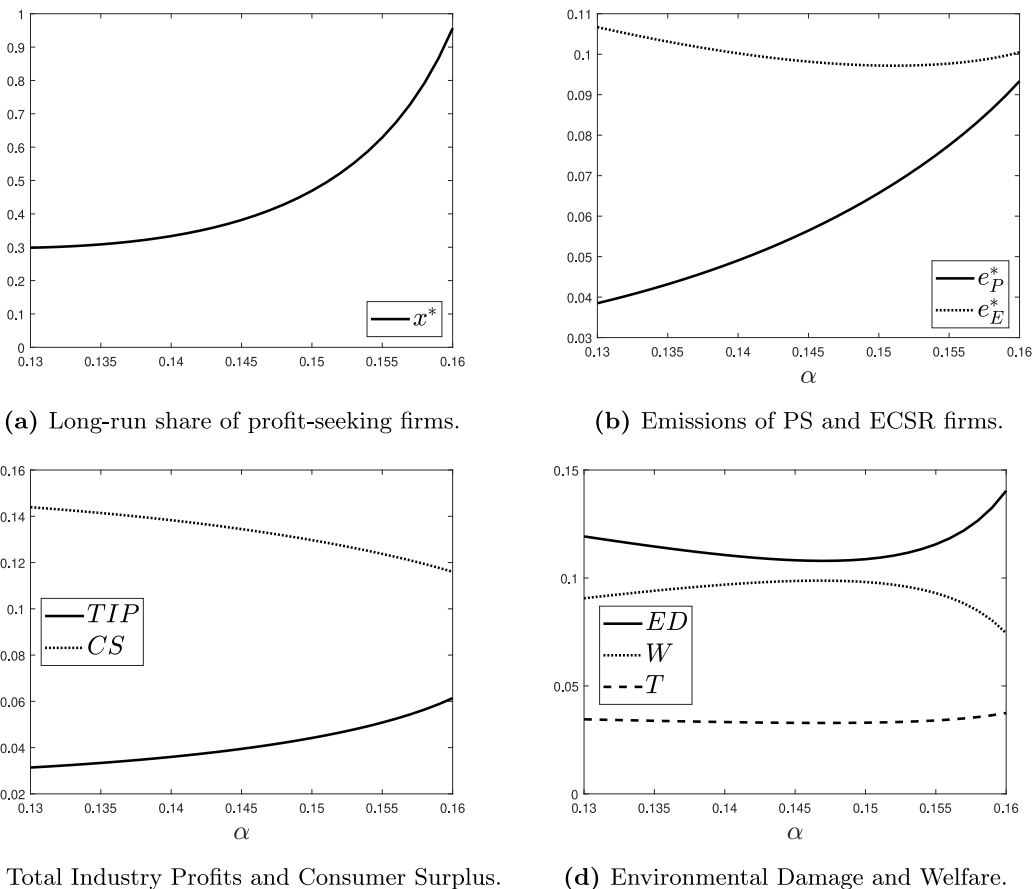 1
0.9
0.8
0.7
0.6
0.5
0.4
0.3
0.2
0.1
0
0.13 0.135 0.14 0.145 0.15 0.155 0.16
x*
(a) Long-run share of profit-seeking firms.
0.11
0.1
0.09
0.08
0.07
0.06
0.05
0.04
0.03
0.13 0.135 0.14 0.145 0.15 0.155 0.16
e*P
e*E
α
(b) Emissions of PS and ECSR firms.
0.16
0.14
0.12
0.1
0.08
0.06
0.04
0.02
0.13 0.135 0.14 0.145 0.15 0.155 0.16
TIP
CS
α
Total Industry Profits and Consumer Surplus.
0.15
0.1
0.05
0
0.13 0.135 0.14 0.145 0.15 0.155 0.16
ED
W
T
α
(d) Environmental Damage and Welfare.